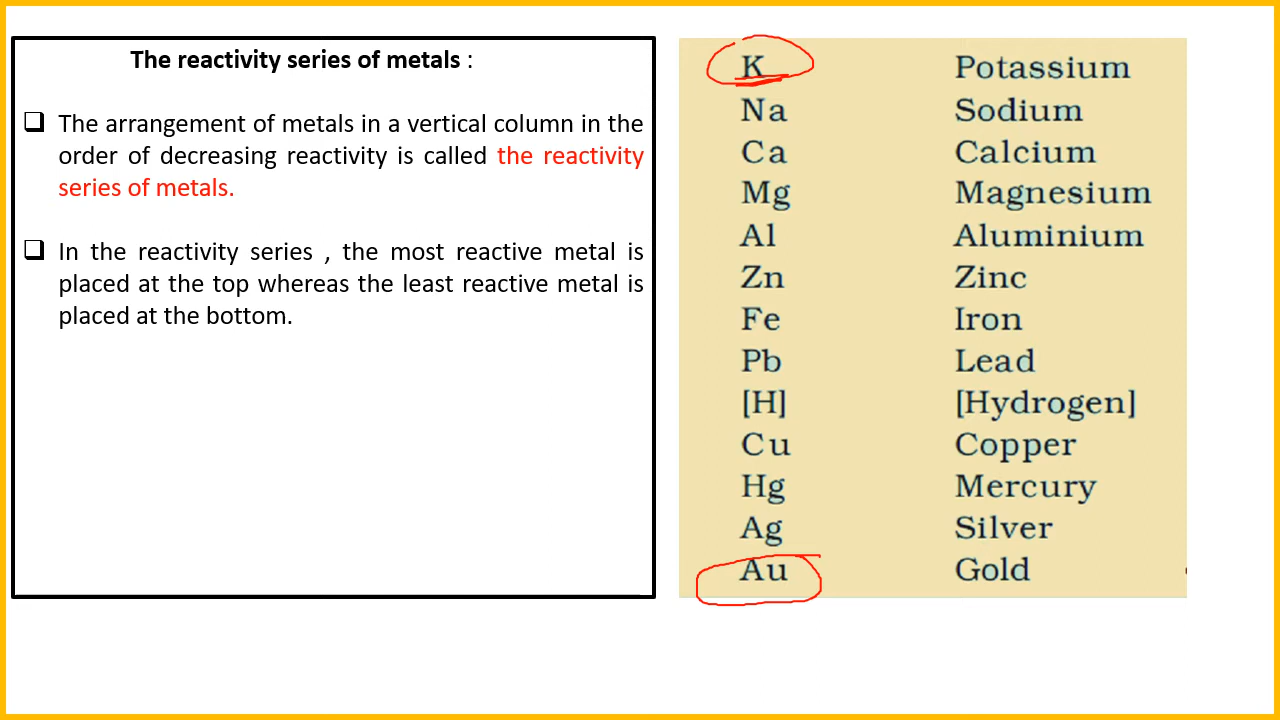 The reactivity series of metals :
The arrangement of metals in a vertical column in the
order of decreasing reactivity is called the reactivity
series of metals.
In the reactivity series , the most reactive metal is
placed at the top whereas the least reactive metal is
placed at the bottom.
K Potassium
Na Sodium
Ca Calcium
Mg Magnesium
Al Aluminium
Zn Zinc
Fe Iron
Pb Lead
[H] [Hydrogen]
Cu Copper
Hg Mercury
Ag Silver
Au Gold